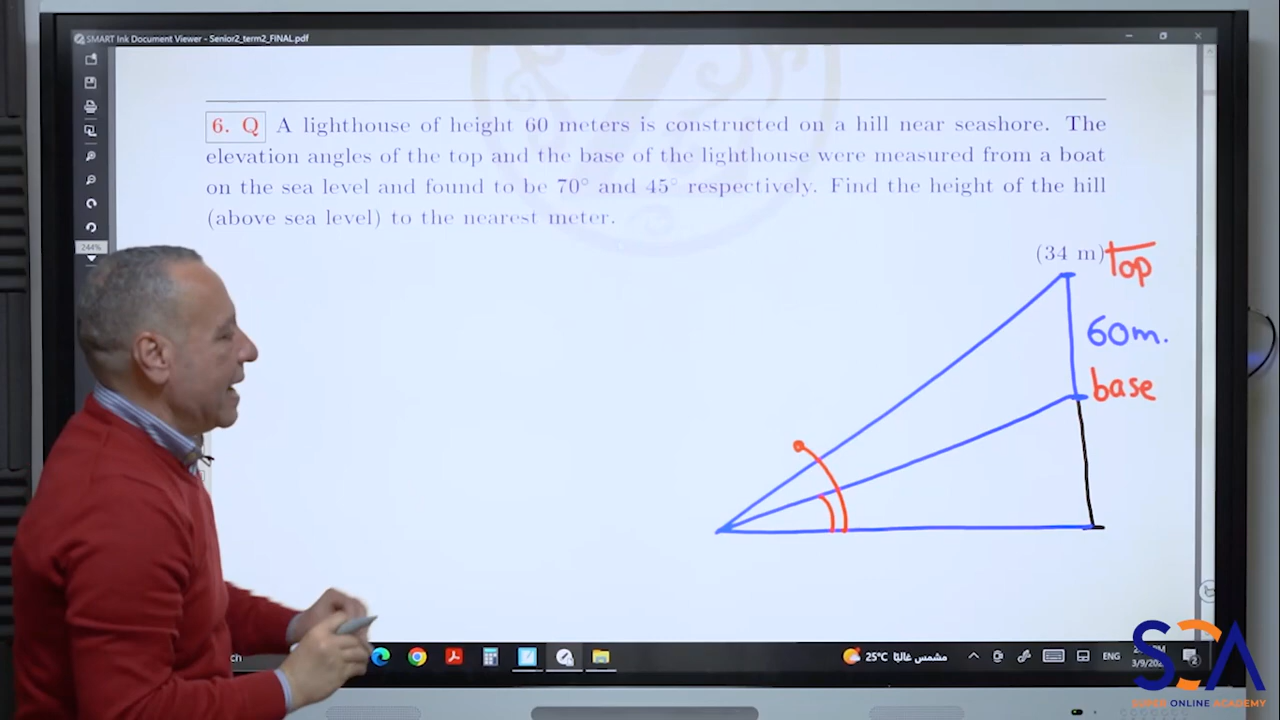 SMART Ink Document Viewer - Senior2_term2_FINAL.pdf
6. Q A lighthouse of height 60 meters is constructed on a hill near seashore. The
elevation angles of the top and the base of the lighthouse were measured from a boat
on the sea level and found to be 70° and 45° respectively. Find the height of the hill
(above sea level) to the nearest meter.
244%
(34 m)
Top
60m.
base
25°C مشمس غالبًا
ENG
SOA
ONLINE ACADEMY